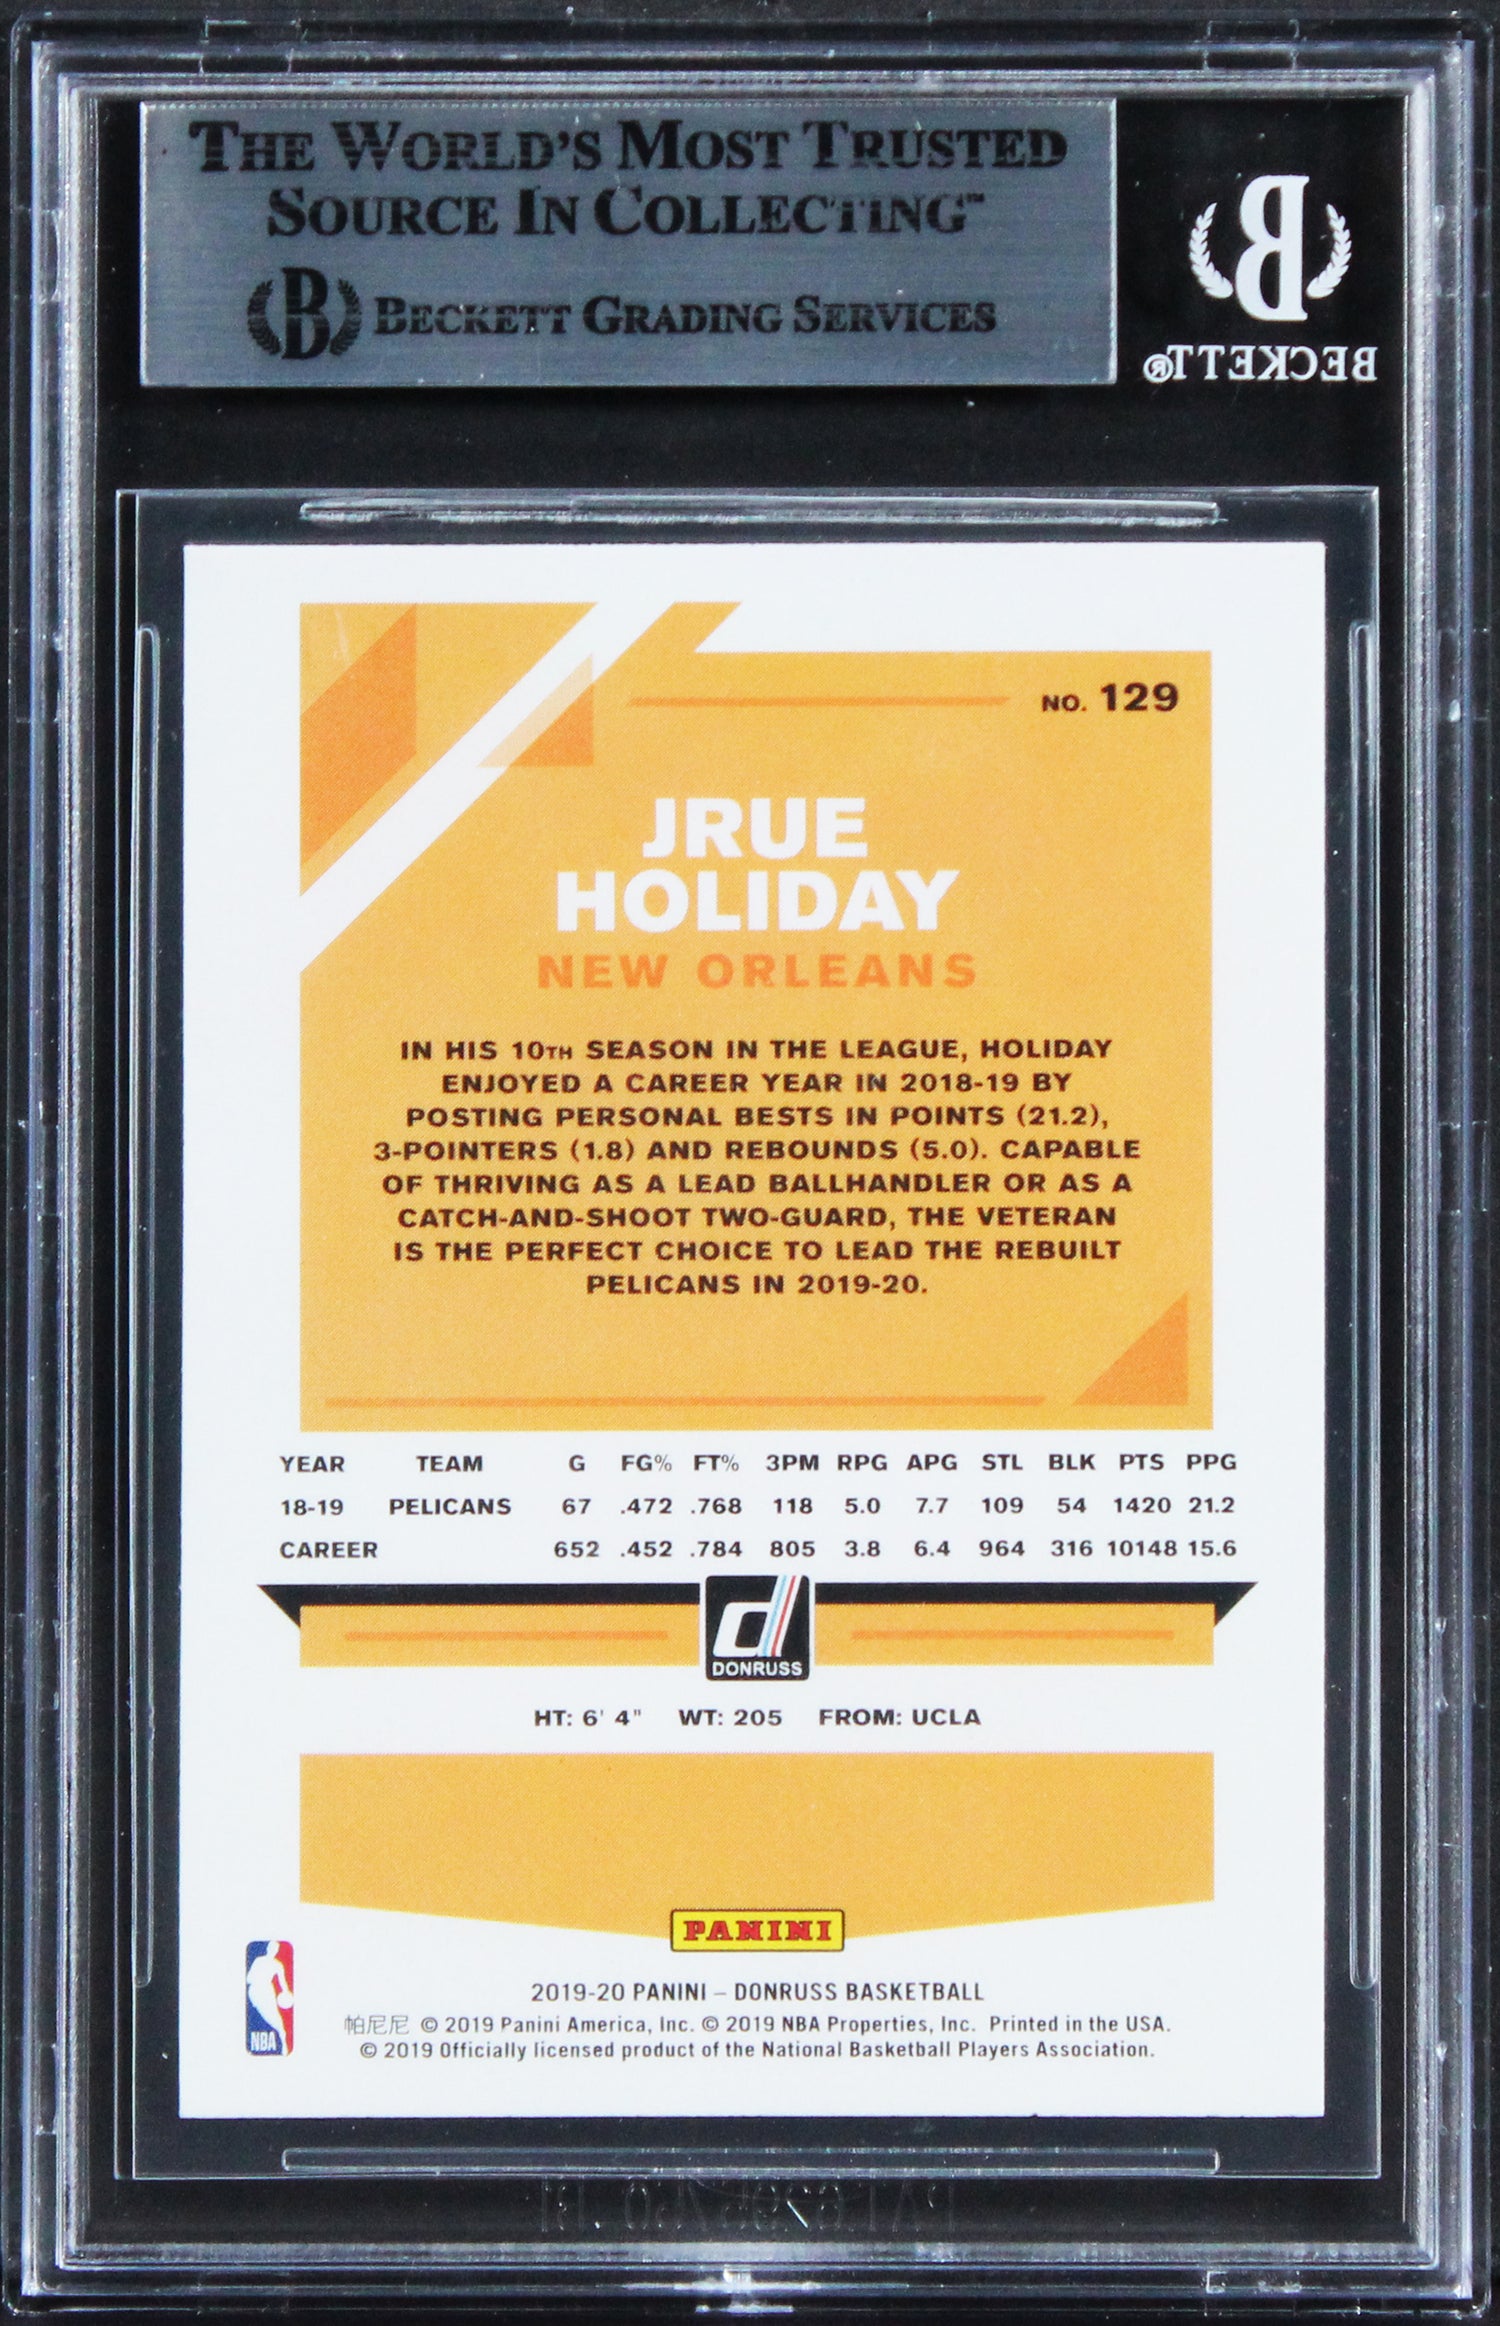 THE WORLD'S MOST TRUSTED
SOURCE IN COLLECTING™
B BECKETT GRADING SERVICES
B
BECKETT®
NO. 129
JRUE
HOLIDAY
NEW ORLEANS
IN HIS 10TH SEASON IN THE LEAGUE, HOLIDAY
ENJOYED A CAREER YEAR IN 2018-19 BY
POSTING PERSONAL BESTS IN POINTS (21.2),
3-POINTERS (1.8) AND REBOUNDS (5.0). CAPABLE
OF THRIVING AS A LEAD BALLHANDLER OR AS A
CATCH-AND-SHOOT TWO-GUARD, THE VETERAN
IS THE PERFECT CHOICE TO LEAD THE REBUILT
PELICANS IN 2019-20.
YEAR TEAM G FG% FT% 3PM RPG APG STL BLK PTS PPG
18-19 PELICANS 67 .472 .768 118 5.0 7.7 109 54 1420 21.2
CAREER 652 .452 .784 805 3.8 6.4 964 316 10148 15.6
d
DONRUSS
HT: 6' 4" WT: 205 FROM: UCLA
PANINI
NBA
2019-20 PANINI – DONRUSS BASKETBALL
帕尼尼 © 2019 Panini America, Inc. © 2019 NBA Properties, Inc. Printed in the USA.
© 2019 Officially licensed product of the National Basketball Players Association.